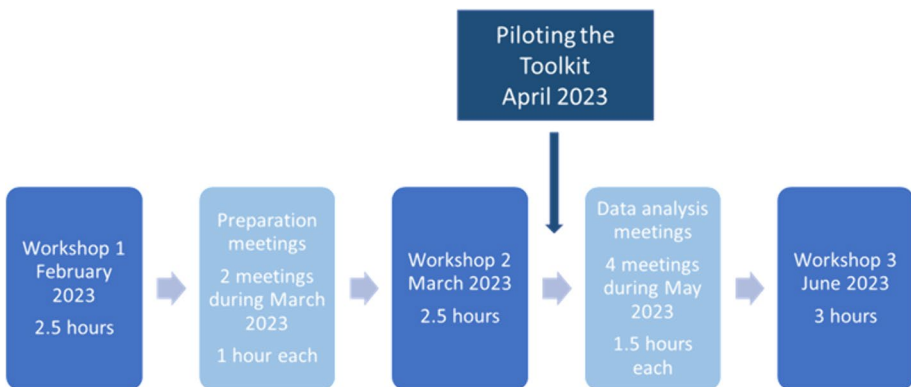 Piloting the
Toolkit
April 2023
Workshop 1
February
2023
2.5 hours
Preparation
meetings
2 meetings
during March
2023
1 hour each
Workshop 2
March 2023
2.5 hours
Data analysis
meetings
4 meetings
during May
2023
1.5 hours
each
Workshop 3
June 2023
3 hours